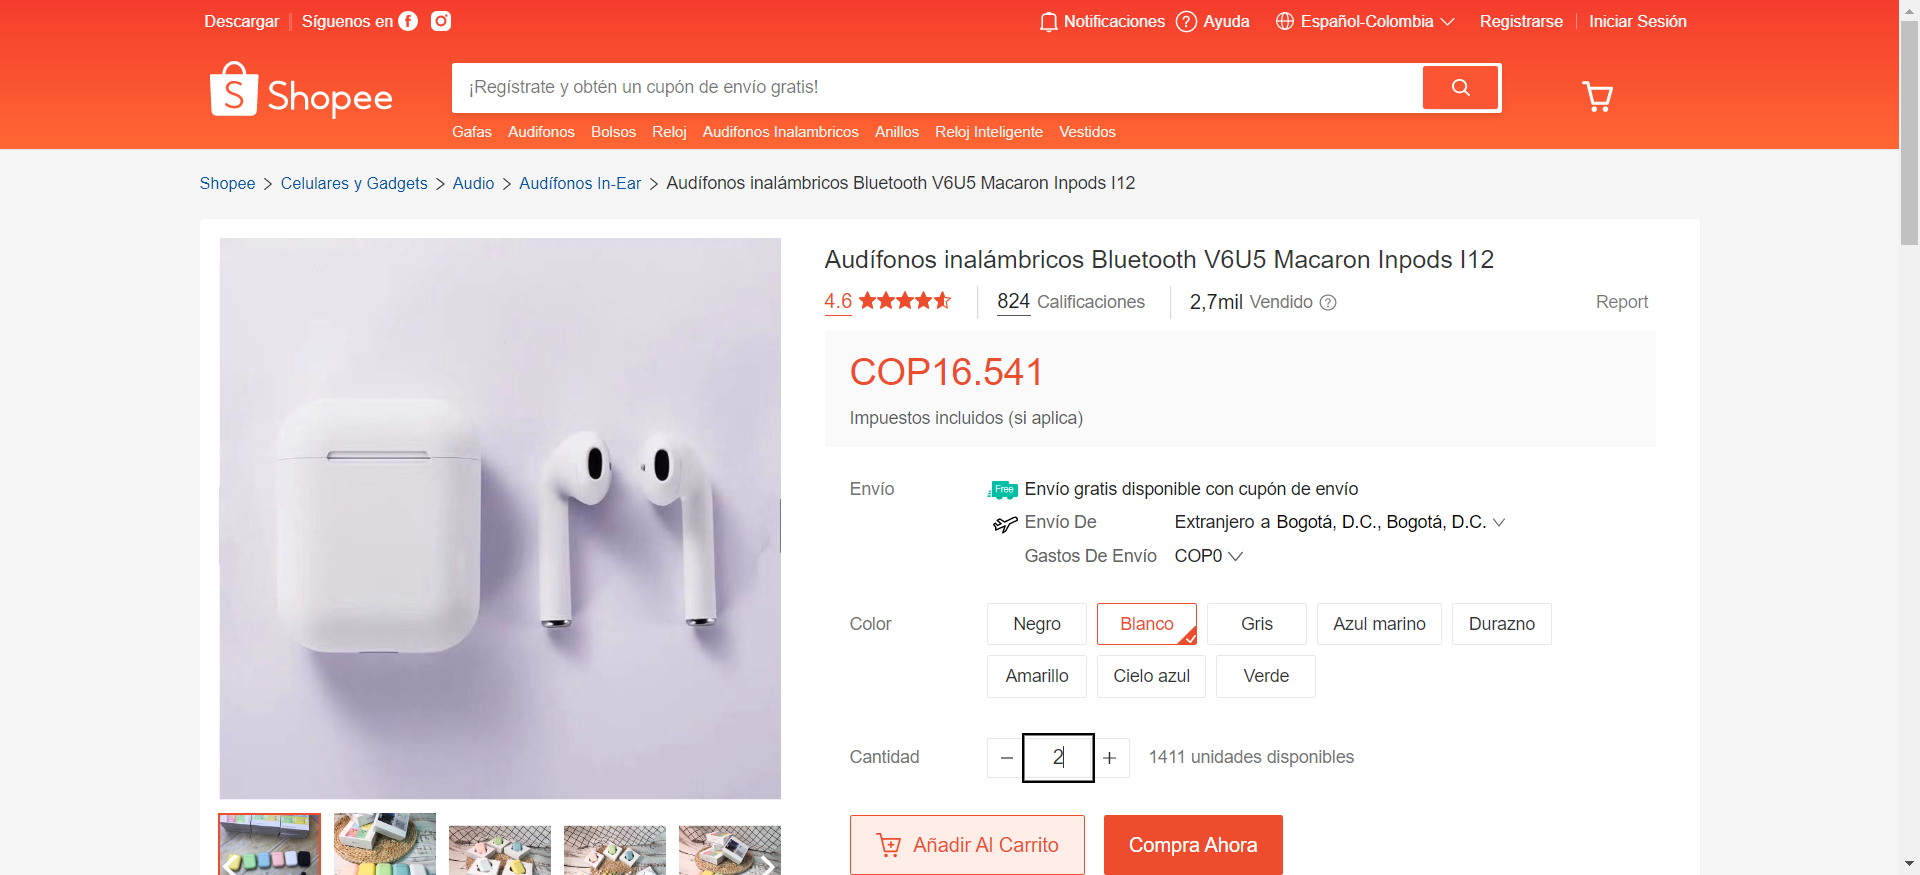 Descargar Síguenos en
Notificaciones Ayuda Español-Colombia Registrarse Iniciar Sesión
Shopee
¡Regístrate y obtén un cupón de envío gratis!
Gafas Audifonos Bolsos Reloj Audifonos Inalambricos Anillos Reloj Inteligente Vestidos
Shopee > Celulares y Gadgets > Audio > Audífonos In-Ear > Audífonos inalámbricos Bluetooth V6U5 Macaron Inpods I12
Audífonos inalámbricos Bluetooth V6U5 Macaron Inpods I12
4.6 824 Calificaciones 2,7mil Vendido ? Report
COP16.541
Impuestos incluidos (si aplica)
Envío Free Envío gratis disponible con cupón de envío
Envío De Extranjero a Bogotá, D.C., Bogotá, D.C.
Gastos De Envío COP0
Color Negro Blanco Gris Azul marino Durazno
Amarillo Cielo azul Verde
Cantidad − 2 + 1411 unidades disponibles
Añadir Al Carrito Compra Ahora